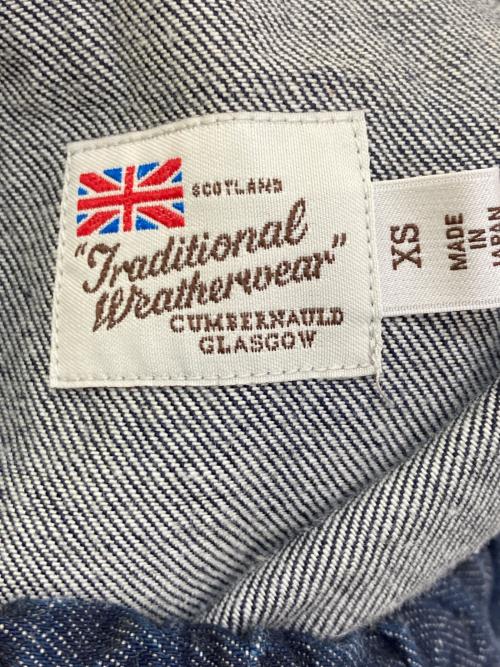 SCOTLAND
"Traditional
Weatherwear"
CUMBERNAULD
GLASGOW
XS
MADE
IN
JAPAN